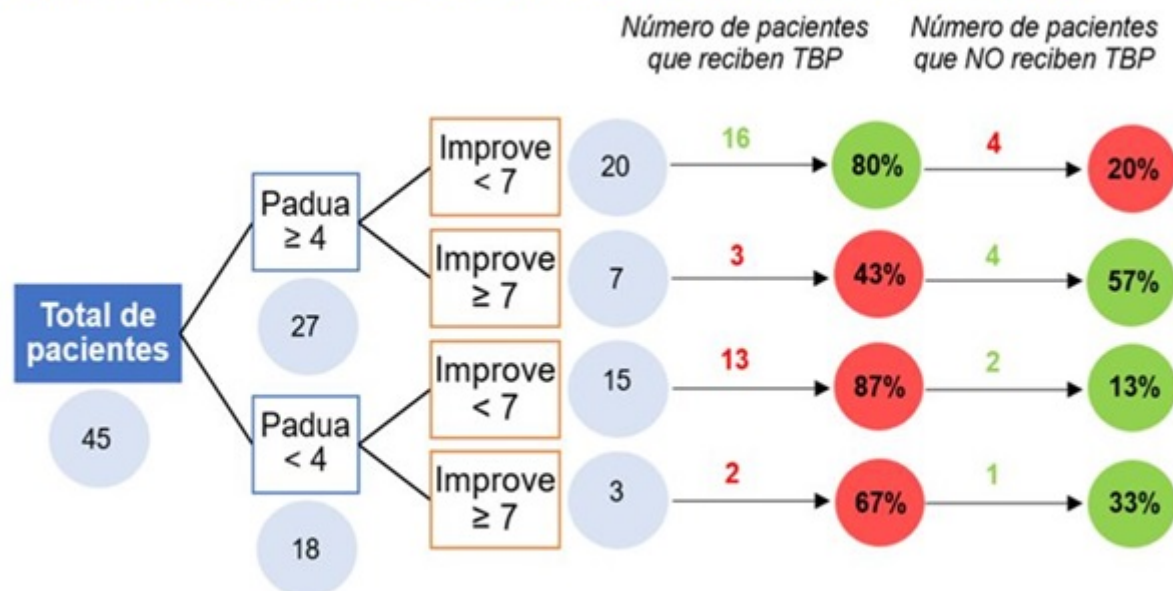 Número de pacientes
que reciben TBP
Número de pacientes
que NO reciben TBP
Total de
pacientes
45
Padua
≥ 4
27
Padua
< 4
18
Improve
< 7
20
16
80%
4
20%
Improve
≥ 7
7
3
43%
4
57%
Improve
< 7
15
13
87%
2
13%
Improve
≥ 7
3
2
67%
1
33%